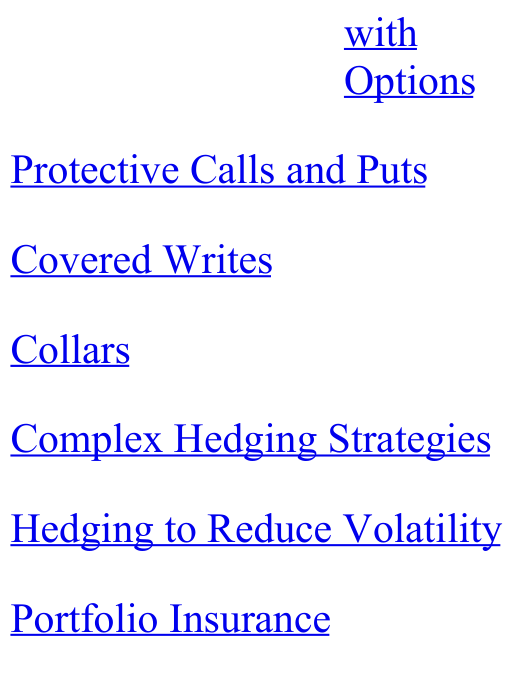 with
Options
Protective Calls and Puts
Covered Writes
Collars
Complex Hedging Strategies
Hedging to Reduce Volatility
Portfolio Insurance